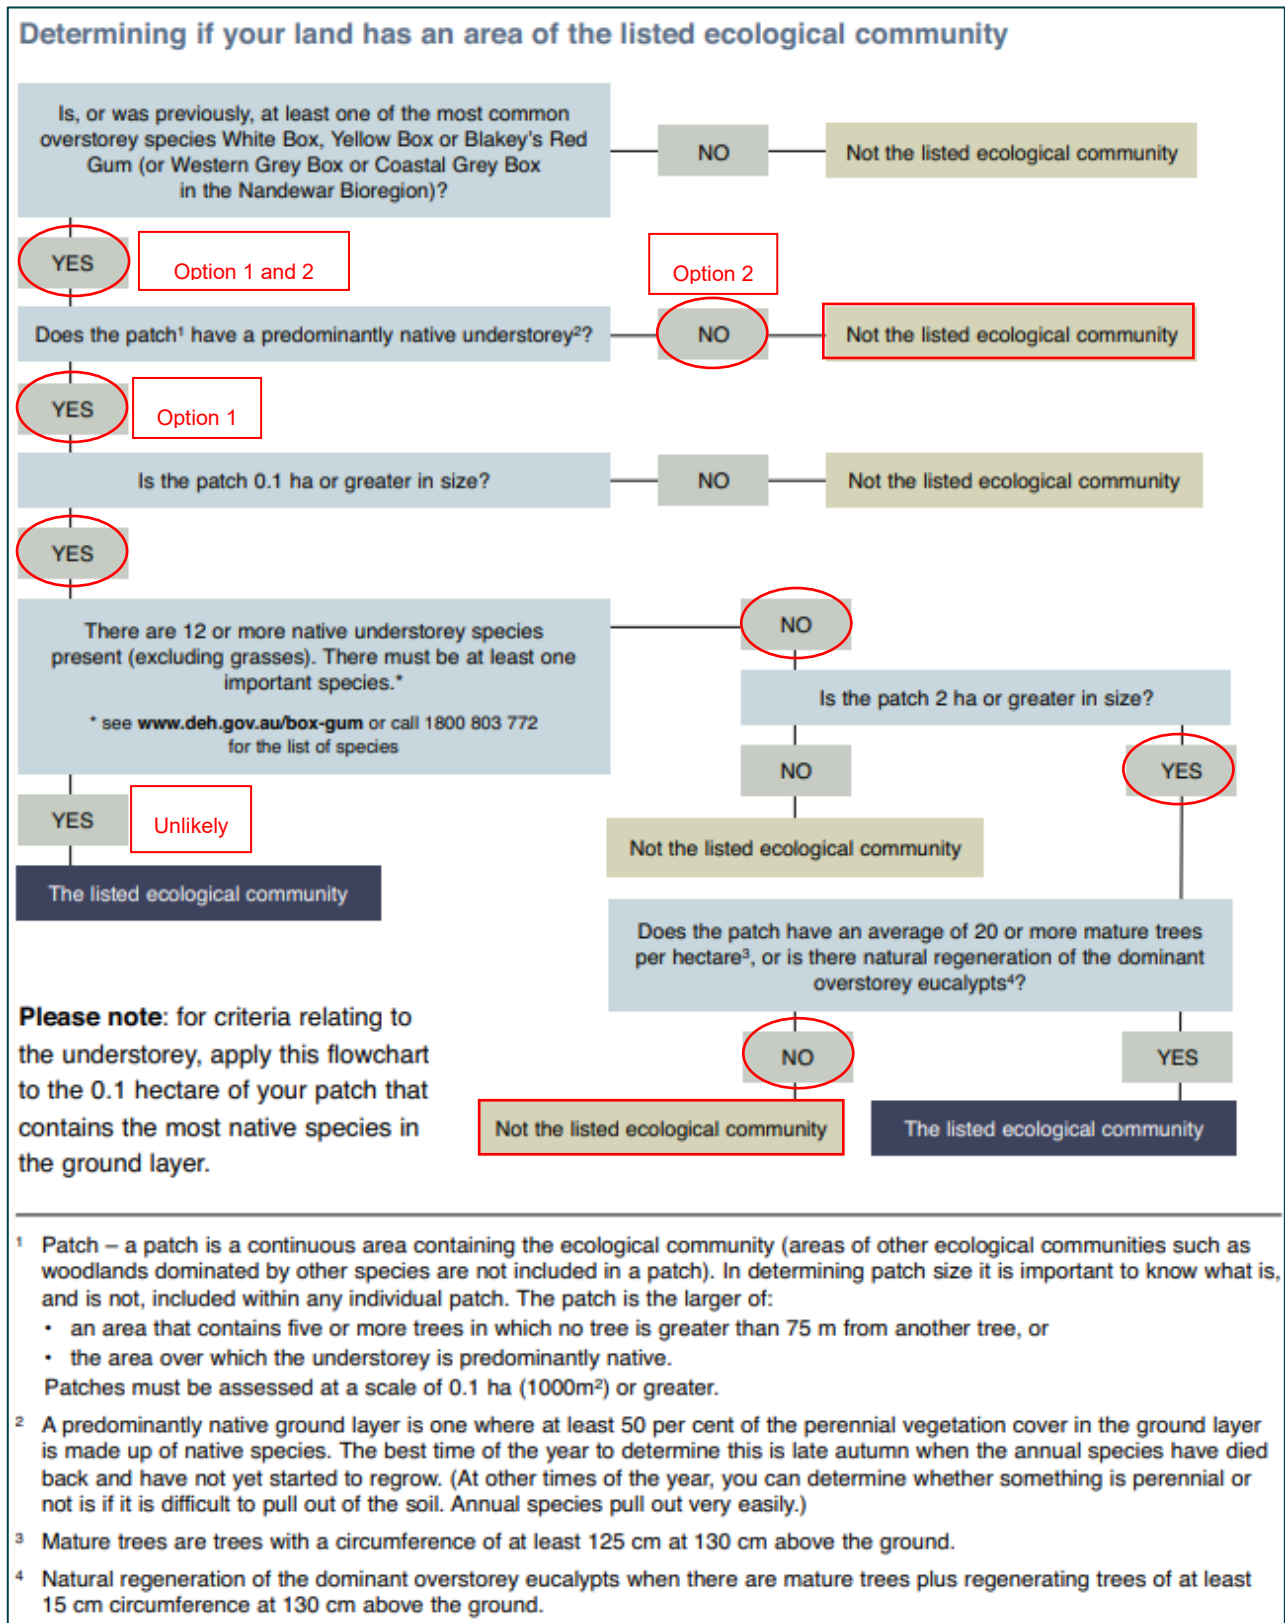 Determining if your land has an area of the listed ecological community
Is, or was previously, at least one of the most common
overstorey species White Box, Yellow Box or Blakey's Red
Gum (or Western Grey Box or Coastal Grey Box
in the Nandewar Bioregion)?
NO
Not the listed ecological community
YES
Option 1 and 2
Option 2
Does the patch¹ have a predominantly native understorey²?
NO
Not the listed ecological community
YES
Option 1
Is the patch 0.1 ha or greater in size?
NO
Not the listed ecological community
YES
There are 12 or more native understorey species
present (excluding grasses). There must be at least one
important species.*
* see www.deh.gov.au/box-gum or call 1800 803 772
for the list of species
NO
Is the patch 2 ha or greater in size?
NO
YES
YES
Unlikely
Not the listed ecological community
The listed ecological community
Does the patch have an average of 20 or more mature trees
per hectare³, or is there natural regeneration of the dominant
overstorey eucalypts⁴?
NO
YES
Not the listed ecological community
The listed ecological community
Please note: for criteria relating to
the understorey, apply this flowchart
to the 0.1 hectare of your patch that
contains the most native species in
the ground layer.
¹ Patch – a patch is a continuous area containing the ecological community (areas of other ecological communities such as
woodlands dominated by other species are not included in a patch). In determining patch size it is important to know what is,
and is not, included within any individual patch. The patch is the larger of:
• an area that contains five or more trees in which no tree is greater than 75 m from another tree, or
• the area over which the understorey is predominantly native.
Patches must be assessed at a scale of 0.1 ha (1000m²) or greater.
² A predominantly native ground layer is one where at least 50 per cent of the perennial vegetation cover in the ground layer
is made up of native species. The best time of the year to determine this is late autumn when the annual species have died
back and have not yet started to regrow. (At other times of the year, you can determine whether something is perennial or
not is if it is difficult to pull out of the soil. Annual species pull out very easily.)
³ Mature trees are trees with a circumference of at least 125 cm at 130 cm above the ground.
⁴ Natural regeneration of the dominant overstorey eucalypts when there are mature trees plus regenerating trees of at least
15 cm circumference at 130 cm above the ground.